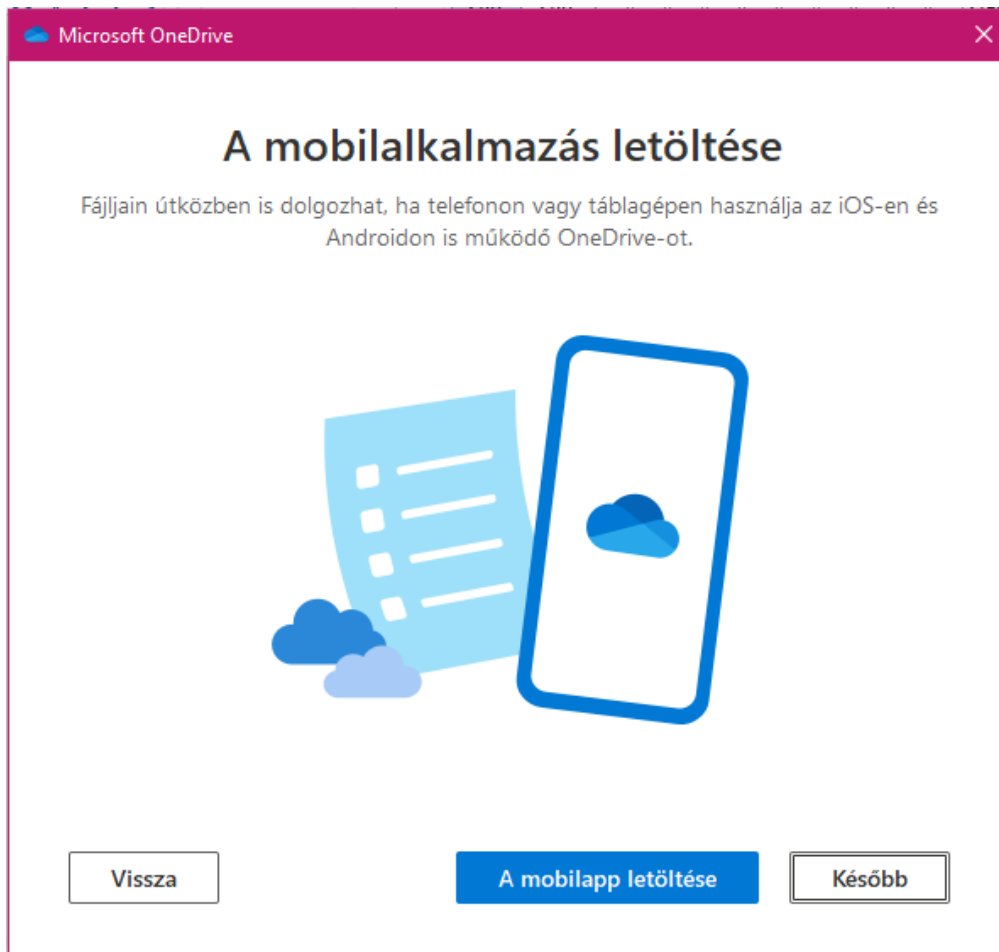 Microsoft OneDrive
A mobilalkalmazás letöltése
Fájljain útközben is dolgozhat, ha telefonon vagy táblagépen használja az iOS-en és
Androidon is működő OneDrive-ot.
Vissza
A mobilapp letöltése
Később